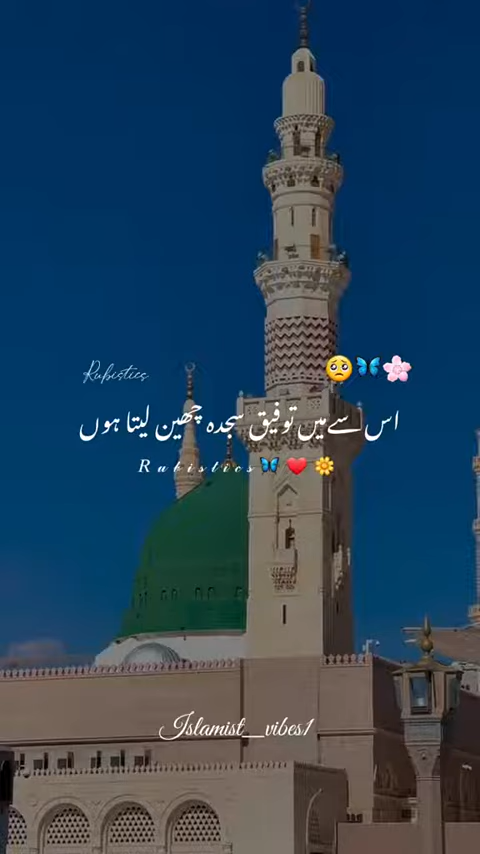 🥺🦋🌸
Rubistics
اس سے میں توفیق سجدہ چھین لیتا ہوں
Rubistics🦋❤️🌼
Islamist_vibes1